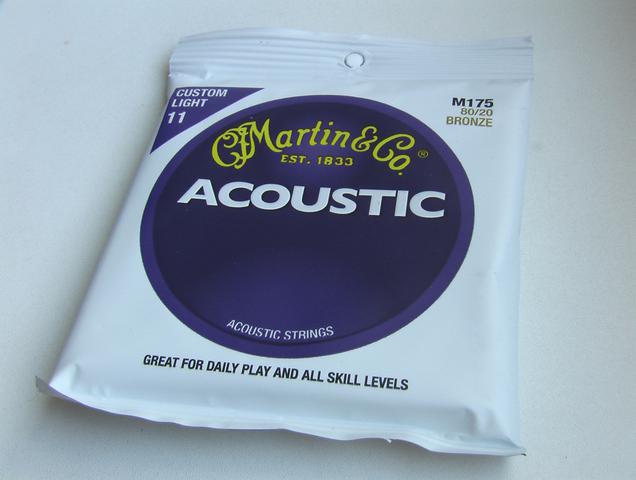 CUSTOM
LIGHT
11
M175
80/20
BRONZE
CFMartin & Co.®
EST. 1833
ACOUSTIC
ACOUSTIC STRINGS
GREAT FOR DAILY PLAY AND ALL SKILL LEVELS